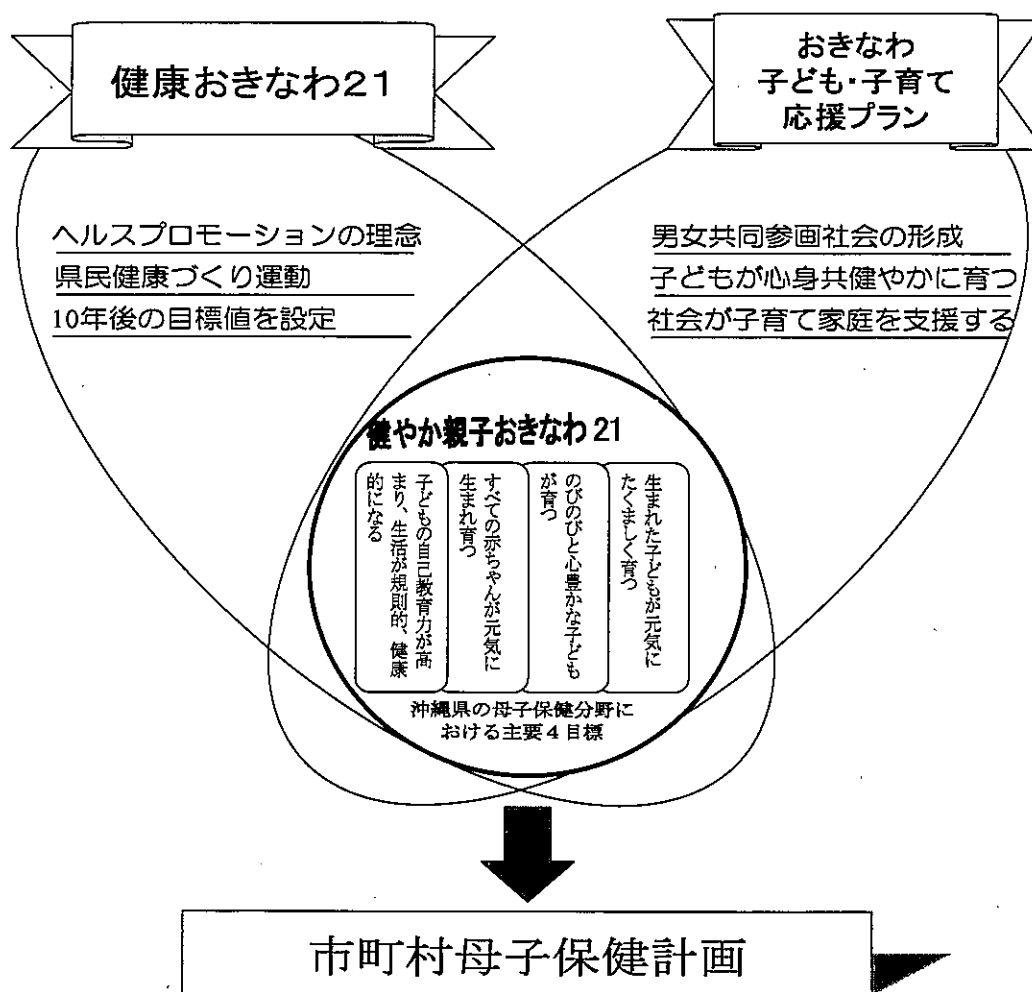 健康おきなわ21
おきなわ
子ども・子育て
応援プラン
ヘルスプロモーションの理念
県民健康づくり運動
10年後の目標値を設定
男女共同参画社会の形成
子どもが心身共健やかに育つ
社会が子育て家庭を支援する
健やか親子おきなわ21
生まれた子どもが元気に
たくましく育つ
のびのびと心豊かな子ども
が育つ
すべての赤ちゃんが元気に
生まれ育つ
子どもの自己教育力が高
まり、生活が規則的、健康
的になる
沖縄県の母子保健分野に
おける主要4目標
市町村母子保健計画